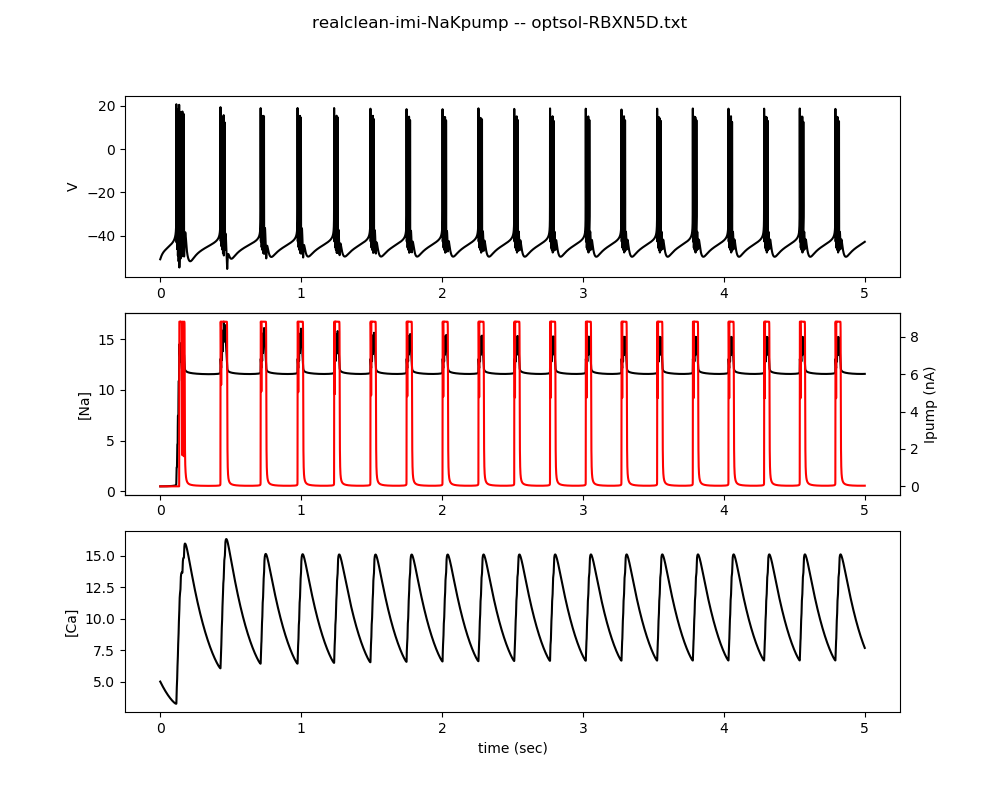 realclean-imi-NaKpump -- optsol-RBXN5D.txt
20
0
−20
−40
V
0 1 2 3 4 5
15
10
5
0
[Na]
8
6
4
2
0
Ipump (nA)
0 1 2 3 4 5
15.0
12.5
10.0
7.5
5.0
[Ca]
0 1 2 3 4 5
time (sec)